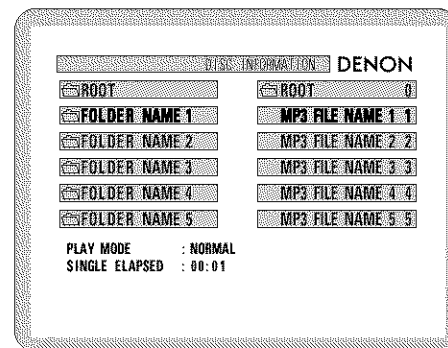 DISC INFORMATION DENON
ROOT ROOT 0
FOLDER NAME 1 MP3 FILE NAME 1 1
FOLDER NAME 2 MP3 FILE NAME 2 2
FOLDER NAME 3 MP3 FILE NAME 3 3
FOLDER NAME 4 MP3 FILE NAME 4 4
FOLDER NAME 5 MP3 FILE NAME 5 5
PLAY MODE : NORMAL
SINGLE ELAPSED : 00:01